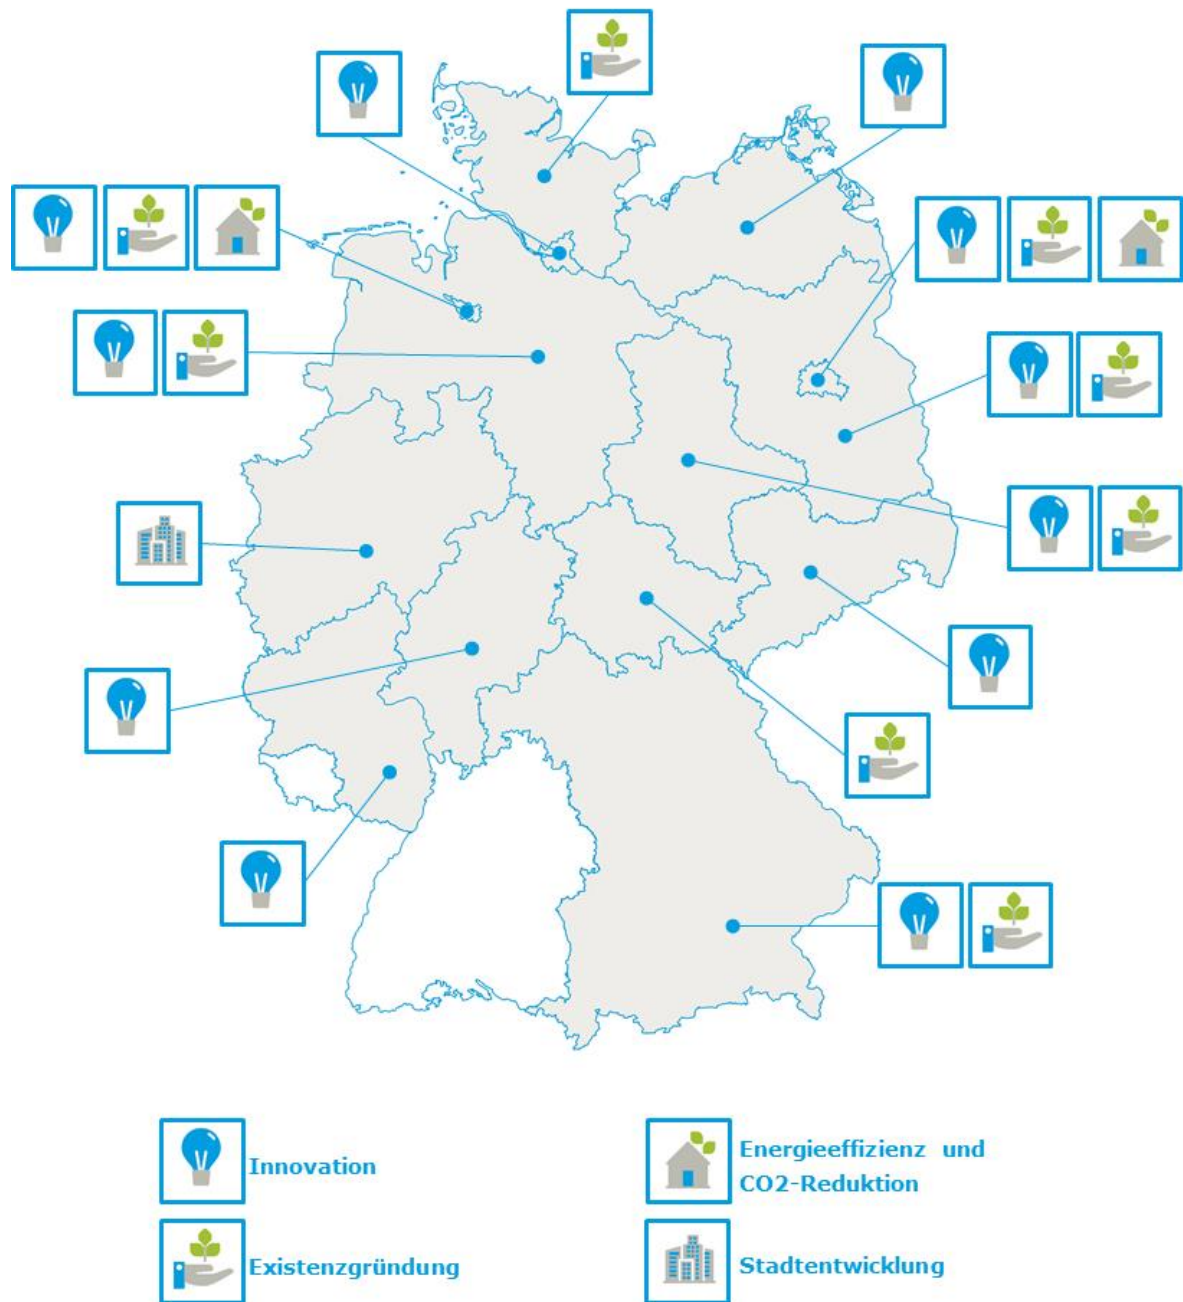 Innovation
Existenzgründung
Energieeffizienz und
CO2-Reduktion
Stadtentwicklung